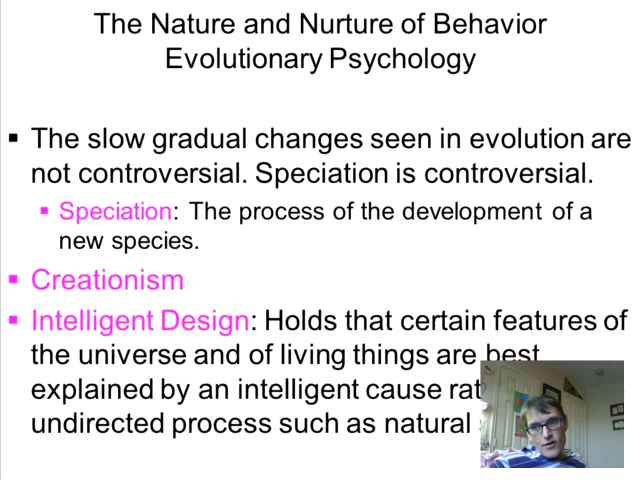 The Nature and Nurture of Behavior
Evolutionary Psychology
The slow gradual changes seen in evolution are
not controversial. Speciation is controversial.
Speciation: The process of the development of a
new species.
Creationism
Intelligent Design: Holds that certain features of
the universe and of living things are best
explained by an intelligent cause
undirected process such as natural